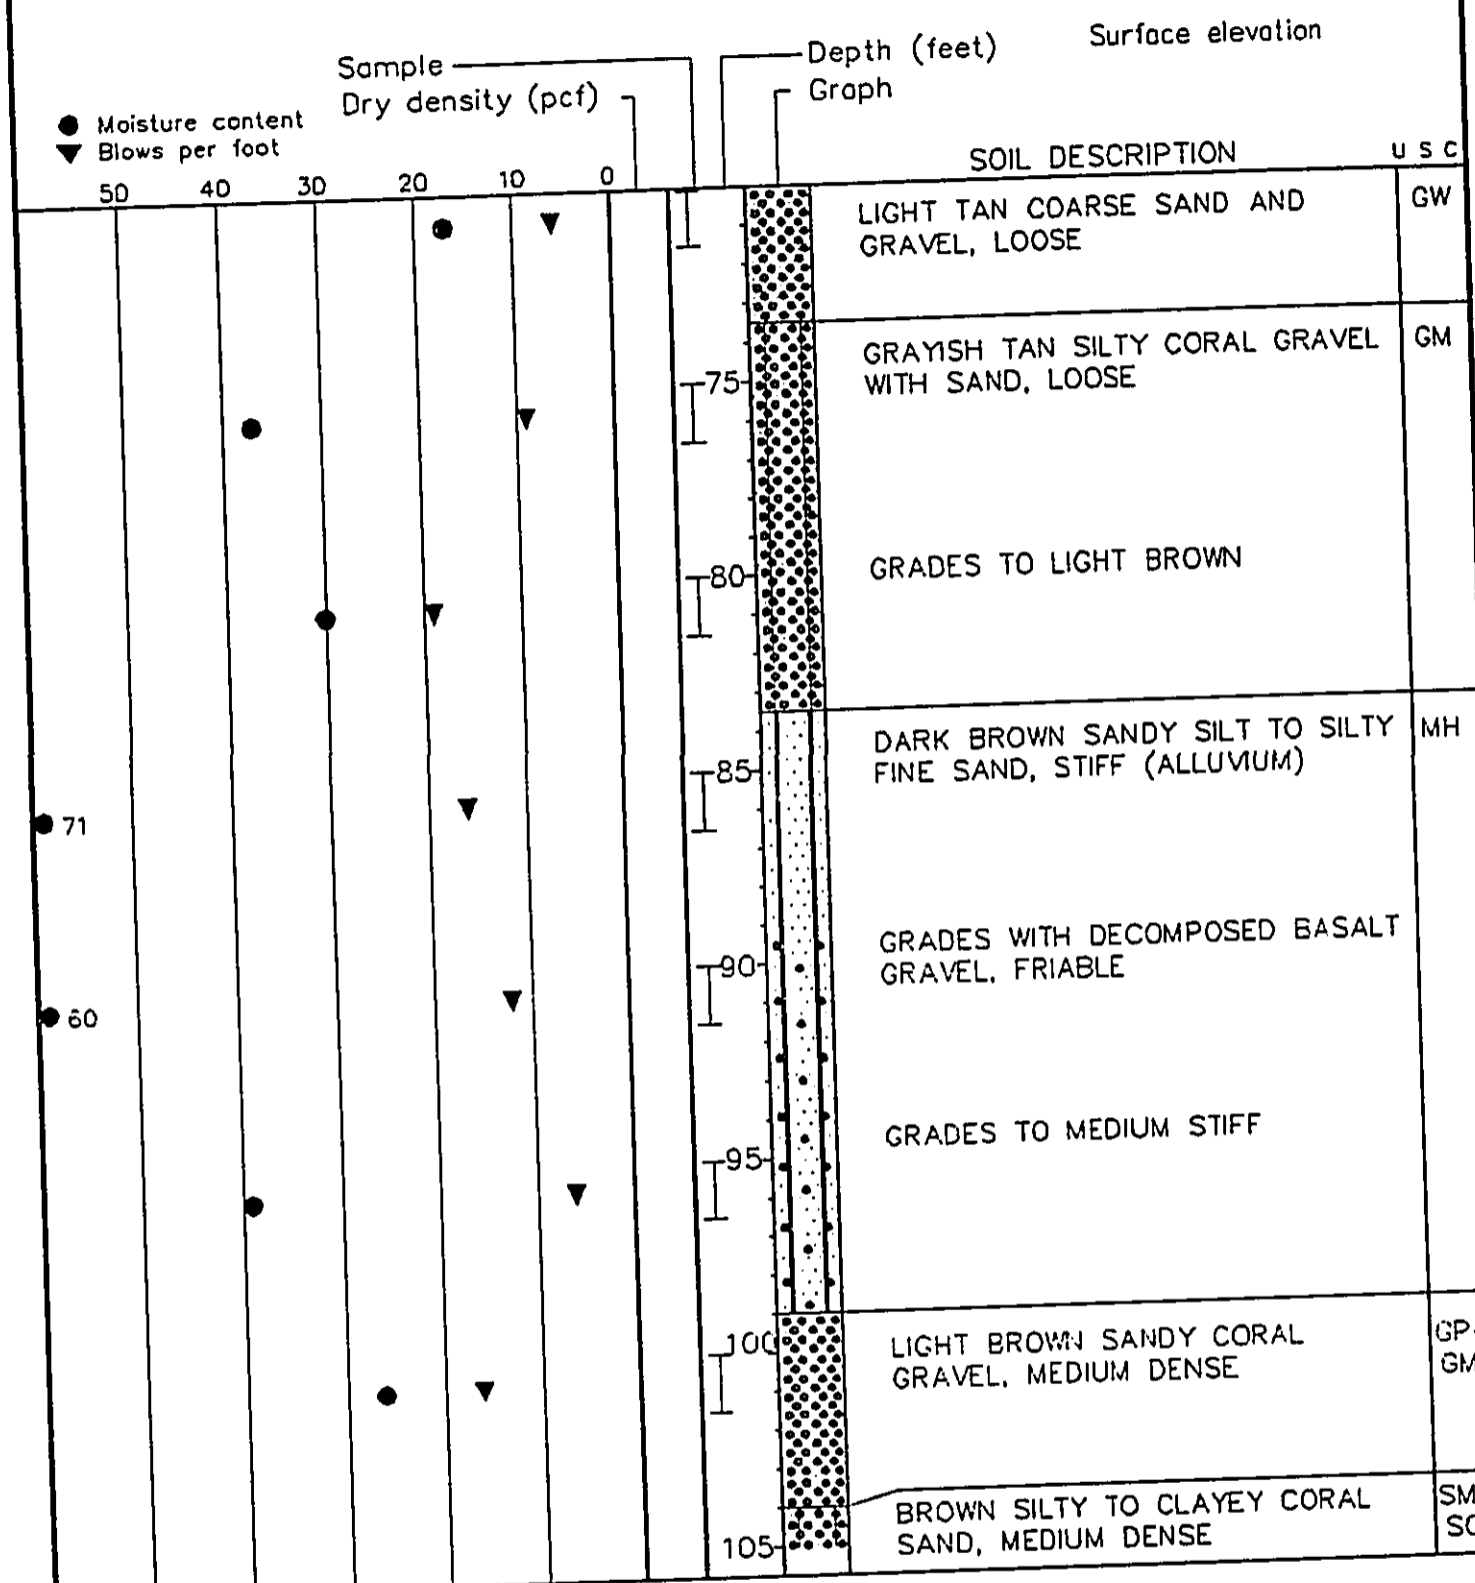 Surface elevation
Depth (feet)
Sample
Graph
Dry density (pcf)
Moisture content
Blows per foot
SOIL DESCRIPTION U S C
50 40 30 20 10 0
LIGHT TAN COARSE SAND AND GW
GRAVEL, LOOSE
GRAYISH TAN SILTY CORAL GRAVEL GM
WITH SAND, LOOSE
75
GRADES TO LIGHT BROWN
80
DARK BROWN SANDY SILT TO SILTY MH
FINE SAND, STIFF (ALLUVIUM)
85
71
GRADES WITH DECOMPOSED BASALT
GRAVEL, FRIABLE
90
60
GRADES TO MEDIUM STIFF
95
LIGHT BROWN SANDY CORAL GP-
100
GRAVEL, MEDIUM DENSE GM
BROWN SILTY TO CLAYEY CORAL SM
SAND, MEDIUM DENSE SC
105